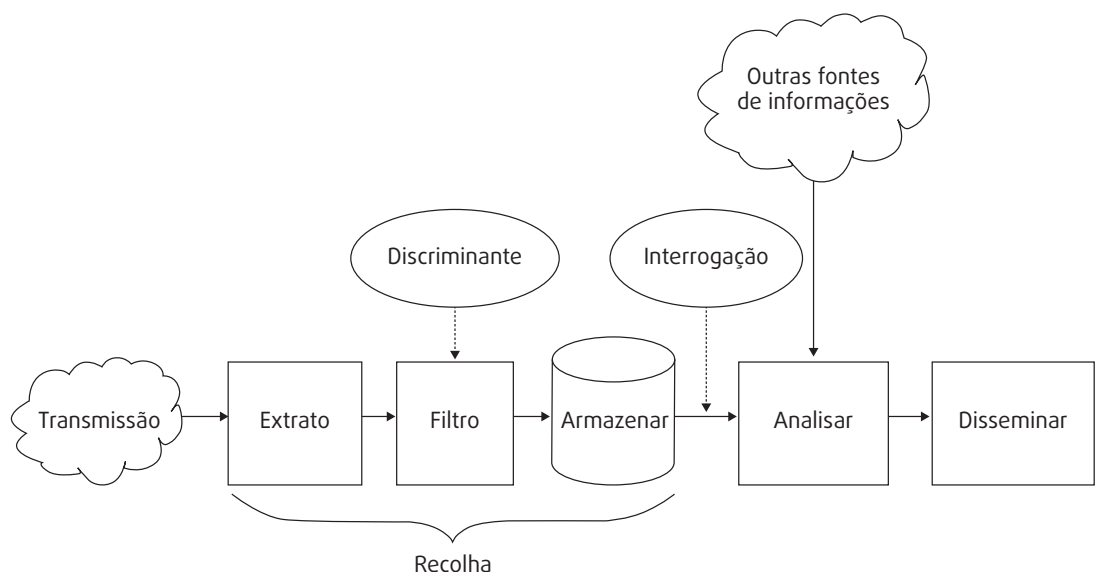 Outras fontes
de informações
Discriminante
Interrogação
Transmissão
Extrato
Filtro
Armazenar
Analisar
Disseminar
Recolha